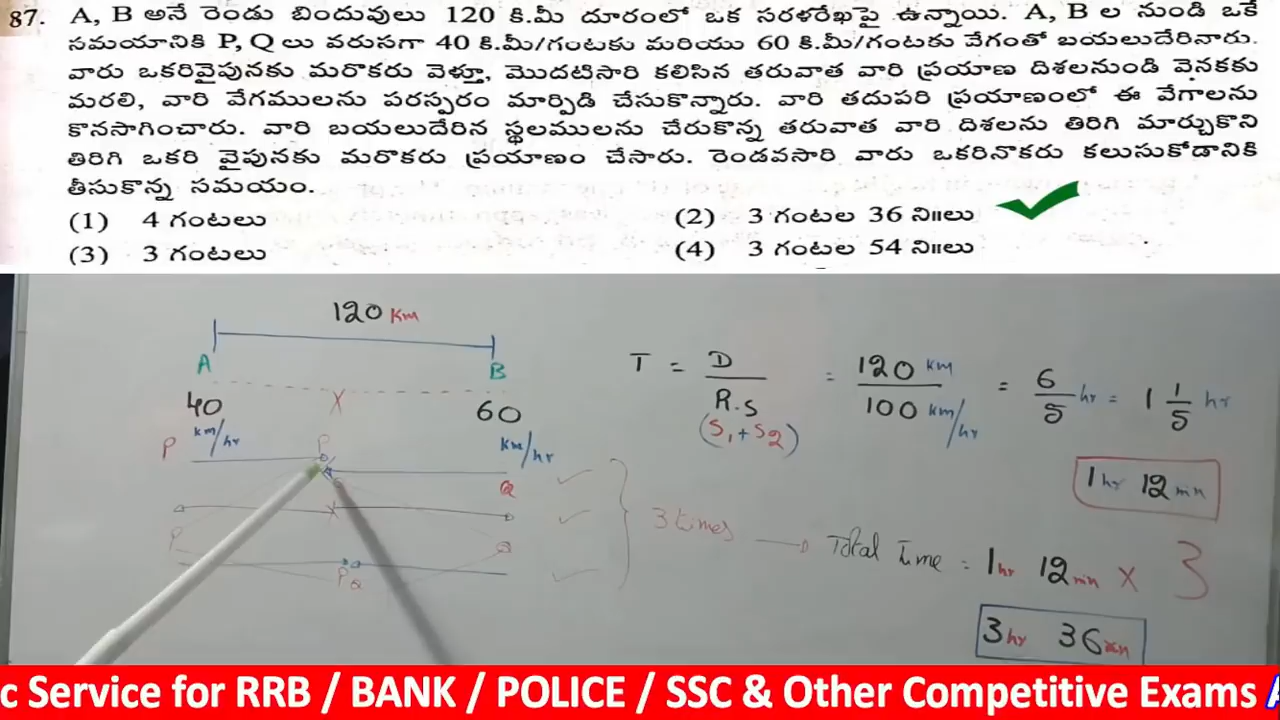 87. A, B అనే రెండు బిందువులు 120 కి.మీ దూరంలో ఒక సరళరేఖపై ఉన్నాయి. A, B ల నుండి ఒకే
సమయానికి P, Q లు వరుసగా 40 కి.మీ/గంటకు మరియు 60 కి.మీ/గంటకు వేగంతో బయలుదేరినారు.
వారు ఒకరివైపునకు మరొకరు వెళ్తూ, మొదటిసారి కలిసిన తరువాత వారి ప్రయాణ దిశలనుండి వెనకకు
మరలి, వారి వేగములను పరస్పరం మార్పిడి చేసుకొన్నారు. వారి తదుపరి ప్రయాణంలో ఈ వేగాలను
కొనసాగించారు. వారి బయలుదేరిన స్థలములను చేరుకొన్న తరువాత వారి దిశలను తిరిగి మార్చుకొని
తిరిగి ఒకరి వైపునకు మరొకరు ప్రయాణం చేసారు. రెండవసారి వారు ఒకరినొకరు కలుసుకోడానికి
తీసుకొన్న సమయం.
(1) 4 గంటలు (2) 3 గంటల 36 ని॥లు
(3) 3 గంటలు (4) 3 గంటల 54 ని॥లు
120 Km
A B
40 km/hr 60 km/hr
T = D / R.S (S1 + S2) = 120 km / 100 km/hr = 6/5 hr = 1 1/5 hr
P P
Q
1 hr 12 min
3 times → Total Time = 1 hr 12 min × 3
P Q
P Q
3 hr 36 min
c Service for RRB / BANK / POLICE / SSC & Other Competitive Exams A